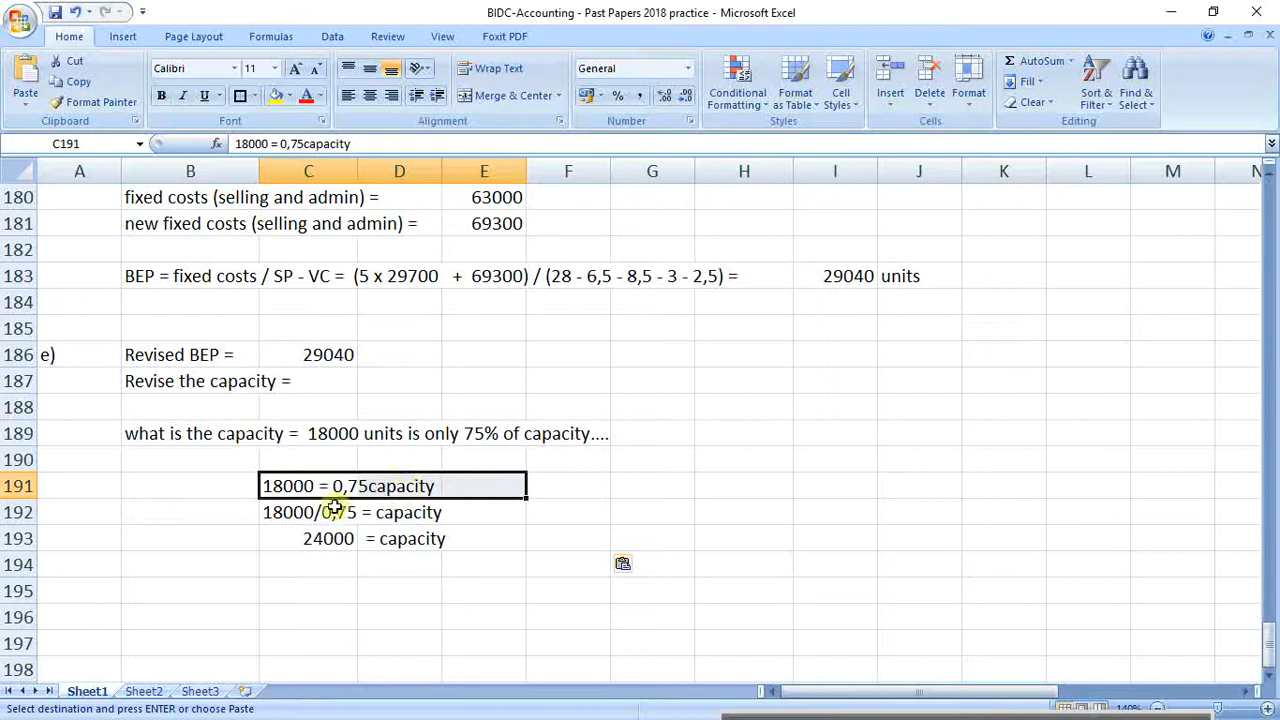 BIDC-Accounting - Past Papers 2018 practice - Microsoft Excel
Home Insert Page Layout Formulas Data Review View Foxit PDF
Paste Cut Copy Format Painter Clipboard
Calibri 11 B I U A A A Font
Wrap Text Merge & Center Alignment
General % , Number
Conditional Formatting Format as Table Cell Styles Styles
Insert Delete Format Cells
Σ AutoSum Fill Clear Sort & Filter Find & Select Editing
C191 fx 18000 = 0,75capacity
A B C D E F G H I J K L M N
180 fixed costs (selling and admin) = 63000
181 new fixed costs (selling and admin) = 69300
182
183 BEP = fixed costs / SP - VC = (5 x 29700 + 69300) / (28 - 6,5 - 8,5 - 3 - 2,5) = 29040 units
184
185
186 e) Revised BEP = 29040
187 Revise the capacity =
188
189 what is the capacity = 18000 units is only 75% of capacity....
190
191 18000 = 0,75capacity
192 18000/0,75 = capacity
193 24000 = capacity
194
195
196
197
198
Sheet1 Sheet2 Sheet3
Select destination and press ENTER or choose Paste 140%